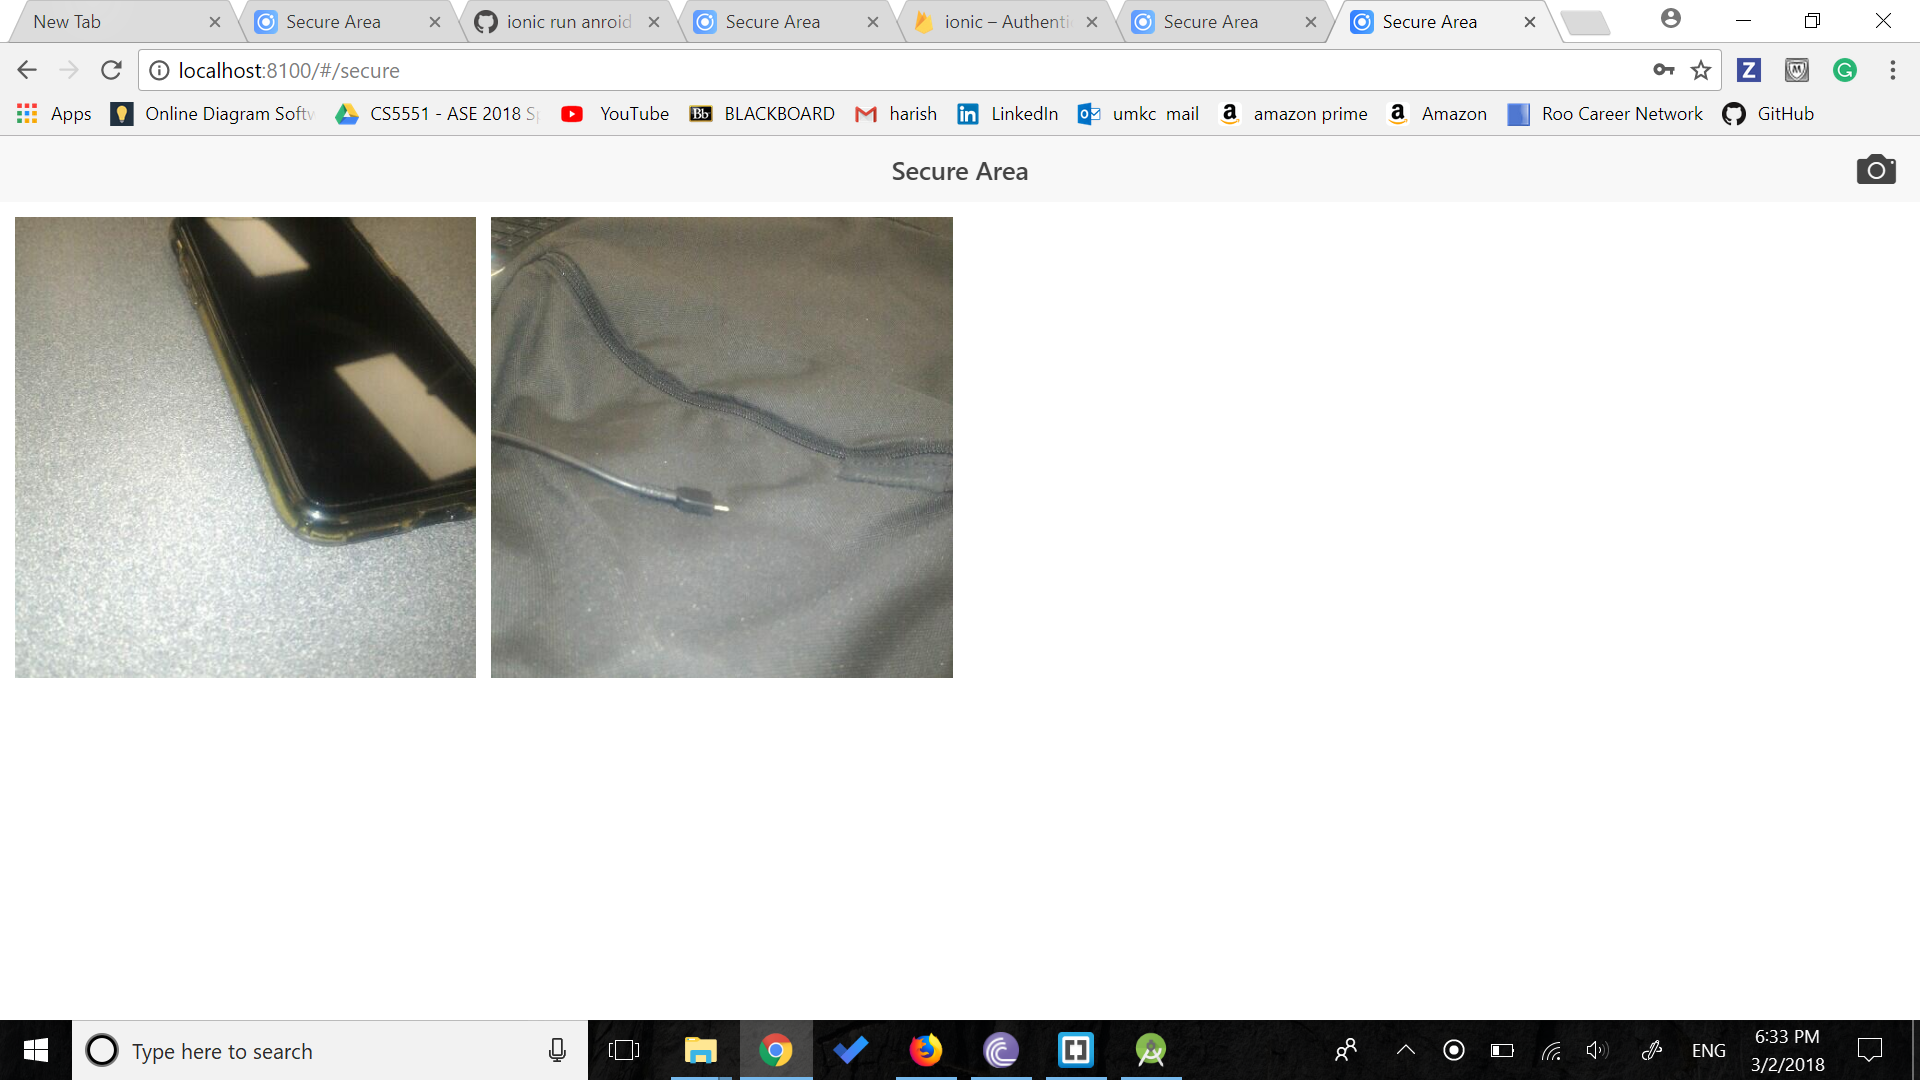 New Tab
Secure Area
ionic run anroid
Secure Area
ionic – Authenti
Secure Area
Secure Area
localhost:8100/#/secure
Apps
Online Diagram Softw
CS5551 - ASE 2018 Sp
YouTube
Bb
BLACKBOARD
harish
LinkedIn
umkc mail
amazon prime
Amazon
Roo Career Network
GitHub
Secure Area
Type here to search
ENG
6:33 PM
3/2/2018